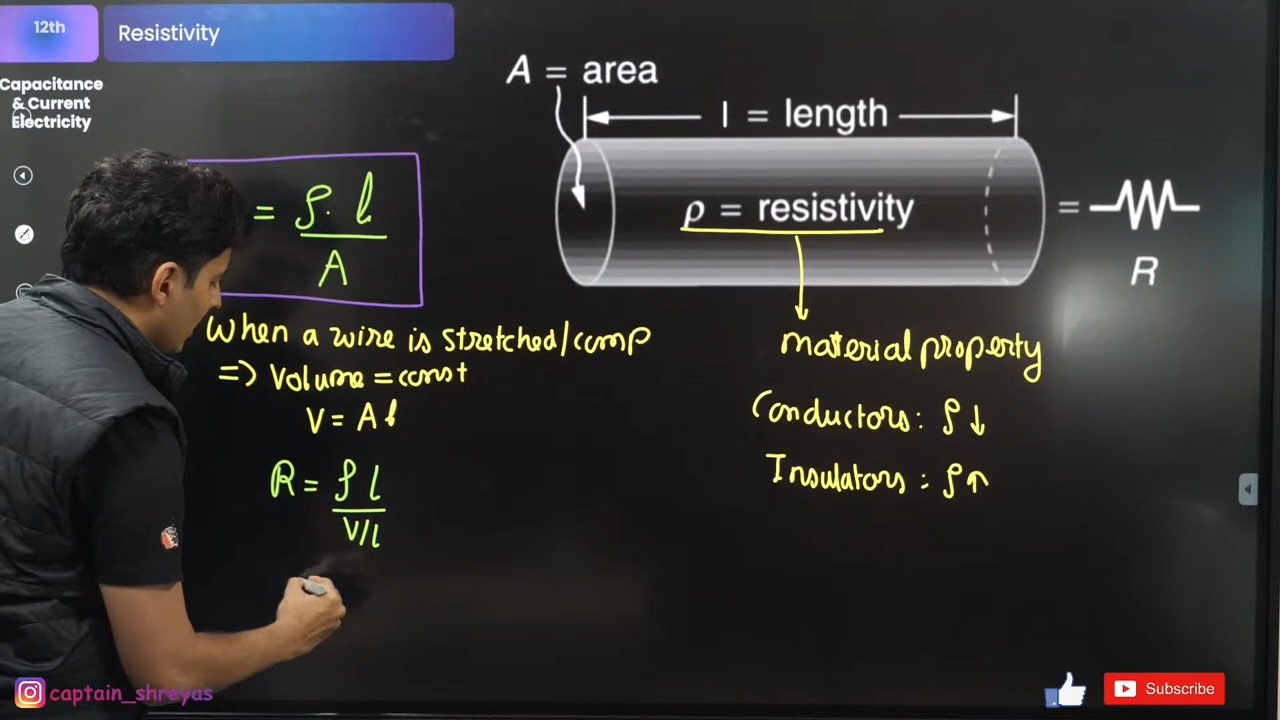 12th
Resistivity
Capacitance
& Current
Electricity
A = area
l = length
ρ = resistivity
= R
= ρ. l / A
When a wire is stretched/comp
=> Volume = const
V = A l
R = ρ l / V/l
material property
Conductors: ρ ↓
Insulators: ρ ↑
captain_shreyas
Subscribe